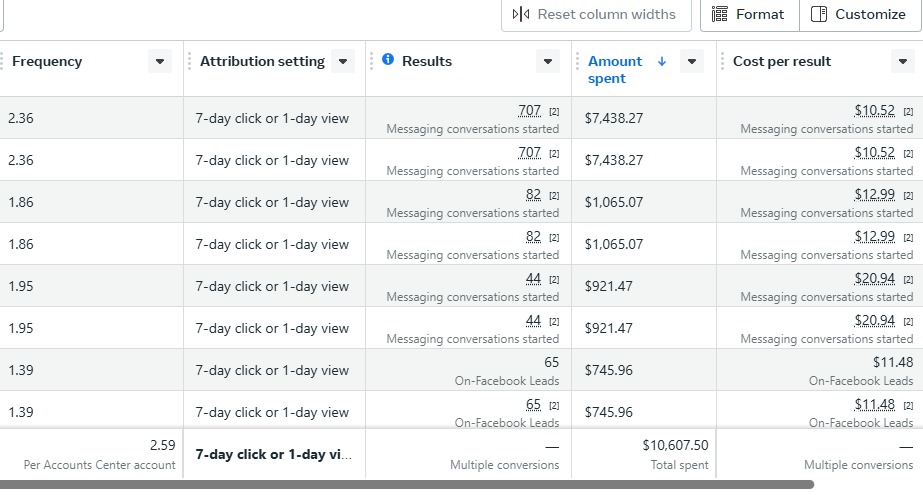 Reset column widths Format Customize
Frequency Attribution setting Results Amount spent Cost per result
2.36 7-day click or 1-day view 707 [2] $7,438.27 $10.52 [2]
Messaging conversations started Messaging conversations started
2.36 7-day click or 1-day view 707 [2] $7,438.27 $10.52 [2]
Messaging conversations started Messaging conversations started
1.86 7-day click or 1-day view 82 [2] $1,065.07 $12.99 [2]
Messaging conversations started Messaging conversations started
1.86 7-day click or 1-day view 82 [2] $1,065.07 $12.99 [2]
Messaging conversations started Messaging conversations started
1.95 7-day click or 1-day view 44 [2] $921.47 $20.94 [2]
Messaging conversations started Messaging conversations started
1.95 7-day click or 1-day view 44 [2] $921.47 $20.94 [2]
Messaging conversations started Messaging conversations started
1.39 7-day click or 1-day view 65 $745.96 $11.48
On-Facebook Leads On-Facebook Leads
1.39 7-day click or 1-day view 65 [2] $745.96 $11.48 [2]
On-Facebook Leads On-Facebook Leads
2.59 7-day click or 1-day vi... — $10,607.50 —
Per Accounts Center account Multiple conversions Total spent Multiple conversions